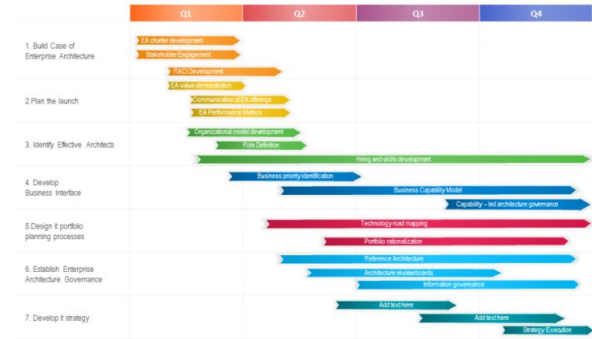 Q1 Q2 Q3 Q4
1. Build Case of
Enterprise Architecture
EA charter development
Stakeholder Engagement
RACI Development
2.Plan the launch
EA value demonstration
Communication of EA offerings
EA Performance Metrics
3. Identify Effective Architects
Organizational model development
Role Definition
Hiring and skills development
4. Develop
Business Interface
Business priority identification
Business Capability Model
Capability – led architecture governance
5.Design it portfolio
planning processes
Technology road mapping
Portfolio rationalization
6. Establish Enterprise
Architecture Governance
Reference Architecture
Architecture review boards
Information governance
7. Develop it strategy
Add text here
Add text here
Strategy Execution